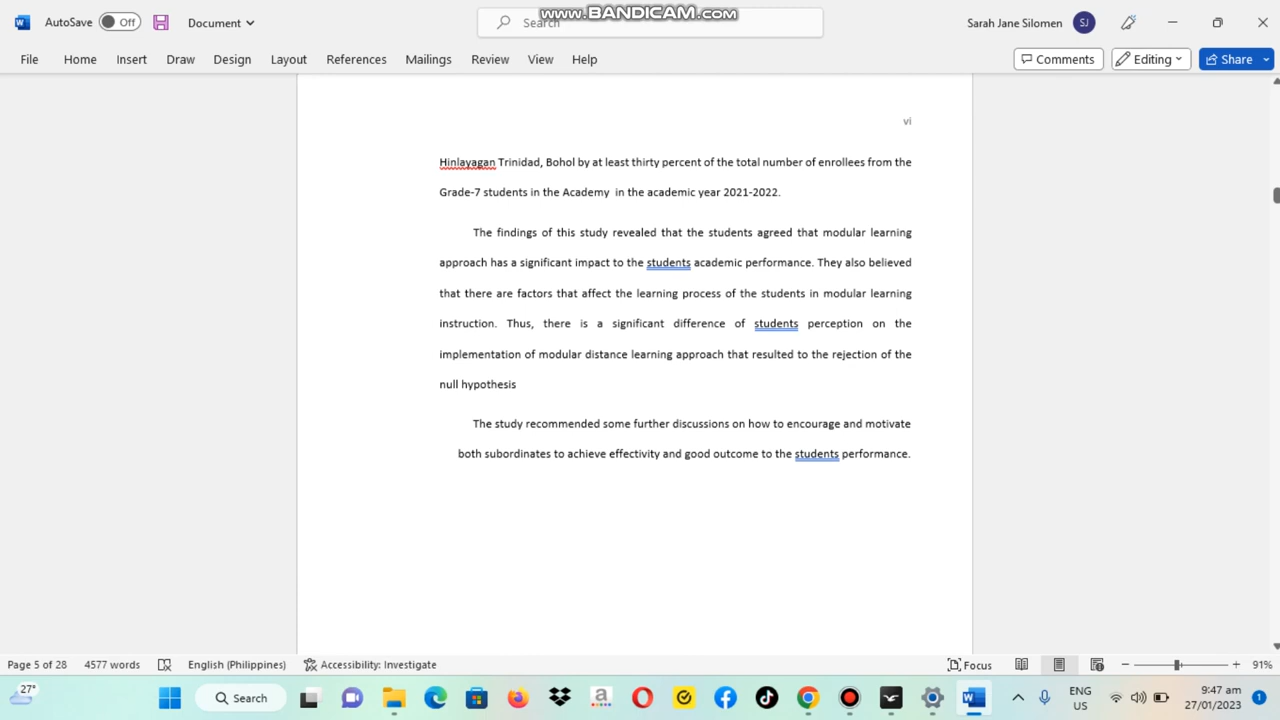 www.BANDICAM.com
AutoSave Off Document Search Sarah Jane Silomen SJ
File Home Insert Draw Design Layout References Mailings Review View Help Comments Editing Share
vi
Hinlayagan Trinidad, Bohol by at least thirty percent of the total number of enrollees from the
Grade-7 students in the Academy  in the academic year 2021-2022.
The findings of this study revealed that the students agreed that modular learning
approach has a significant impact to the students academic performance. They also believed
that there are factors that affect the learning process of the students in modular learning
instruction. Thus, there is a significant difference of students perception on the
implementation of modular distance learning approach that resulted to the rejection of the
null hypothesis
The study recommended some further discussions on how to encourage and motivate
both subordinates to achieve effectivity and good outcome to the students performance.
Page 5 of 28 4577 words English (Philippines) Accessibility: Investigate Focus 91%
27° Search ENG 9:47 am
US 27/01/2023 1